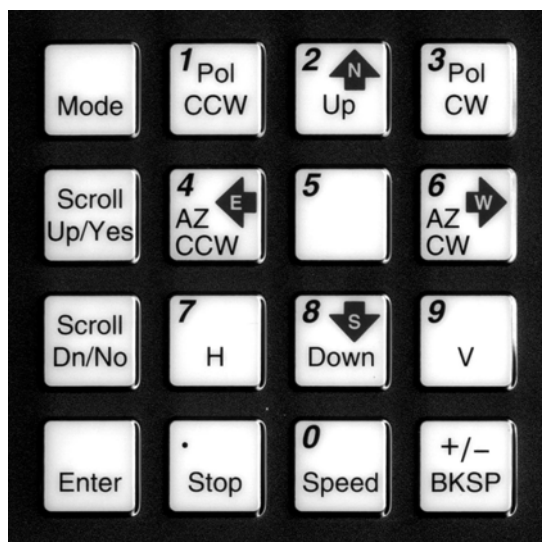 Mode
1 Pol
CCW
2 N
Up
3 Pol
CW
Scroll
Up/Yes
4 E
AZ
CCW
5
6 W
AZ
CW
Scroll
Dn/No
7
H
8 S
Down
9
V
Enter
.
Stop
0
Speed
+/−
BKSP